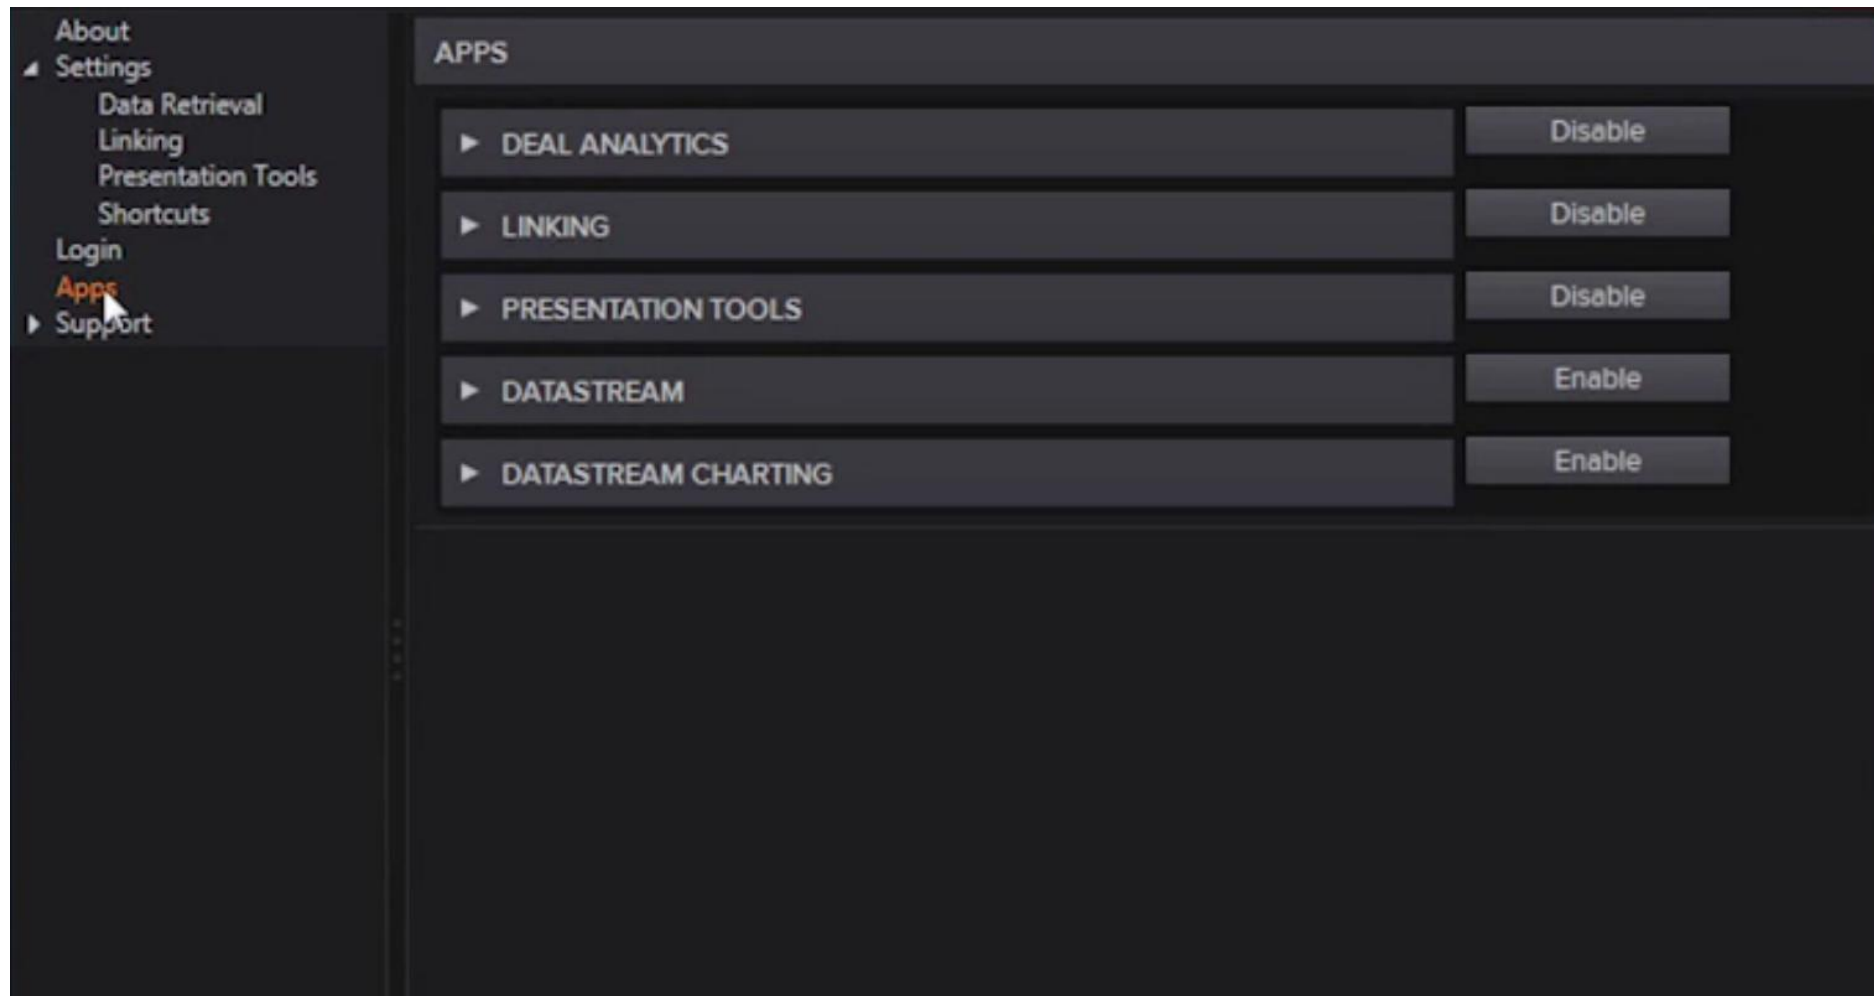 About
Settings
Data Retrieval
Linking
Presentation Tools
Shortcuts
Login
Apps
Support
APPS
DEAL ANALYTICS
Disable
LINKING
Disable
PRESENTATION TOOLS
Disable
DATASTREAM
Enable
DATASTREAM CHARTING
Enable